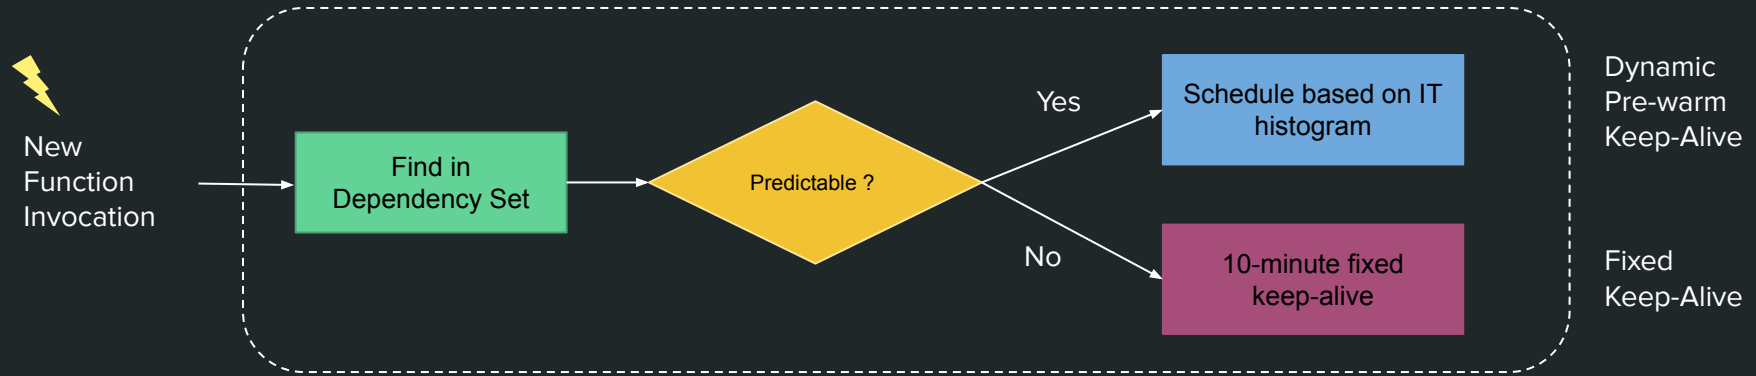 New
Function
Invocation
Find in
Dependency Set
Predictable ?
Yes
No
Schedule based on IT
histogram
10-minute fixed
keep-alive
Dynamic
Pre-warm
Keep-Alive
Fixed
Keep-Alive